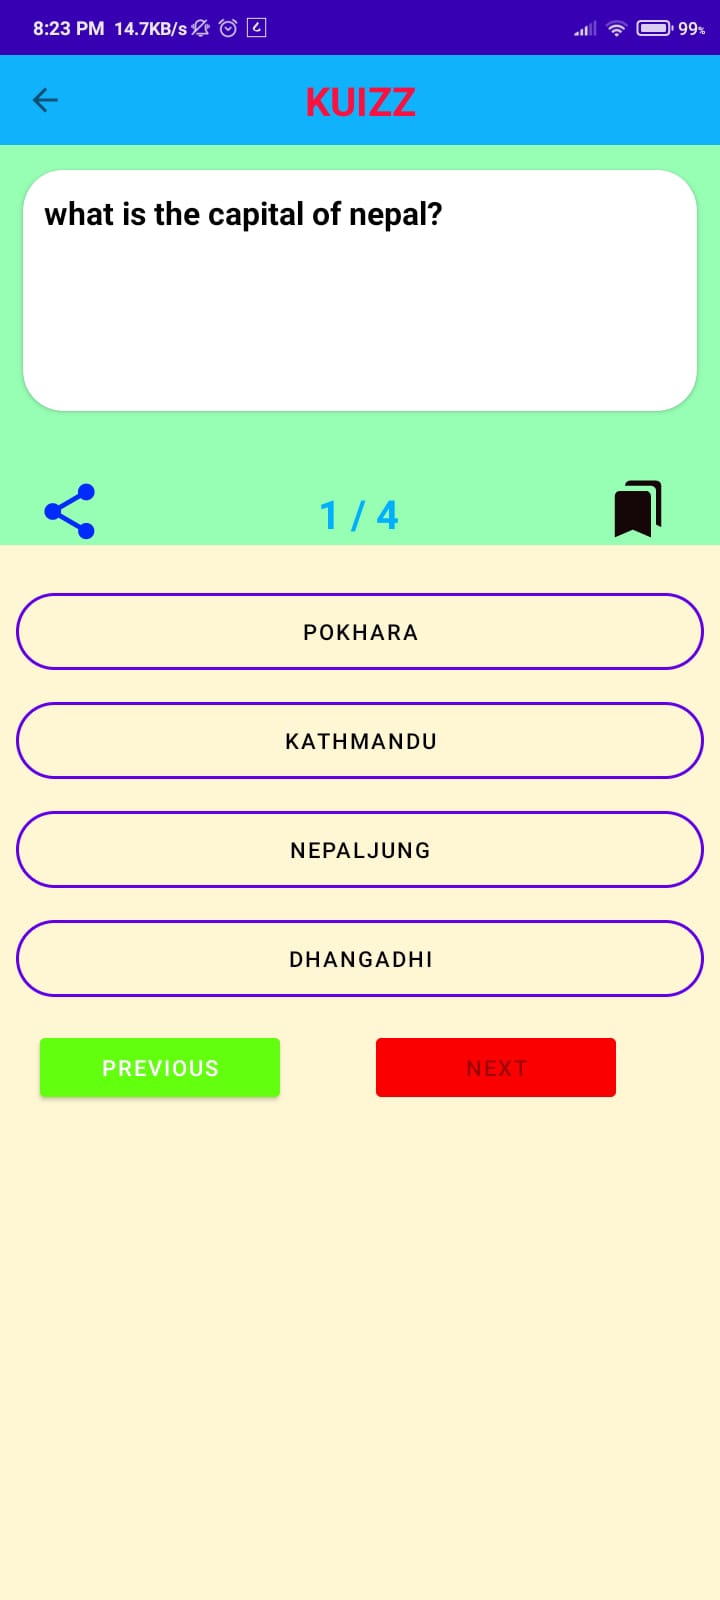 8:23 PM 14.7KB/s 99%
KUIZZ
what is the capital of nepal?
1 / 4
POKHARA
KATHMANDU
NEPALJUNG
DHANGADHI
PREVIOUS NEXT